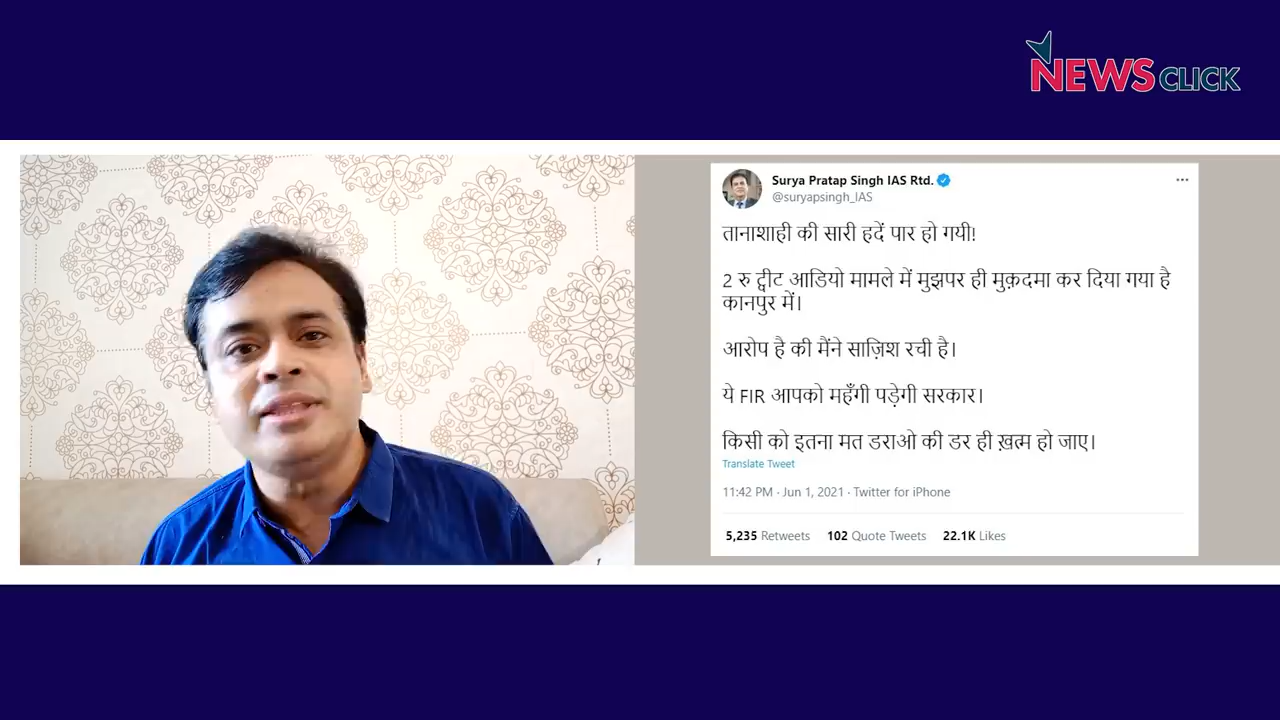 NEWSCLICK
Surya Pratap Singh IAS Rtd.
@suryapsingh_IAS
तानाशाही की सारी हदें पार हो गयी!
2 रु ट्वीट आडियो मामले में मुझपर ही मुक़दमा कर दिया गया है
कानपुर में।
आरोप है की मैंने साज़िश रची है।
ये FIR आपको महँगी पड़ेगी सरकार।
किसी को इतना मत डराओ की डर ही ख़त्म हो जाए।
Translate Tweet
11:42 PM · Jun 1, 2021 · Twitter for iPhone
5,235 Retweets 102 Quote Tweets 22.1K Likes